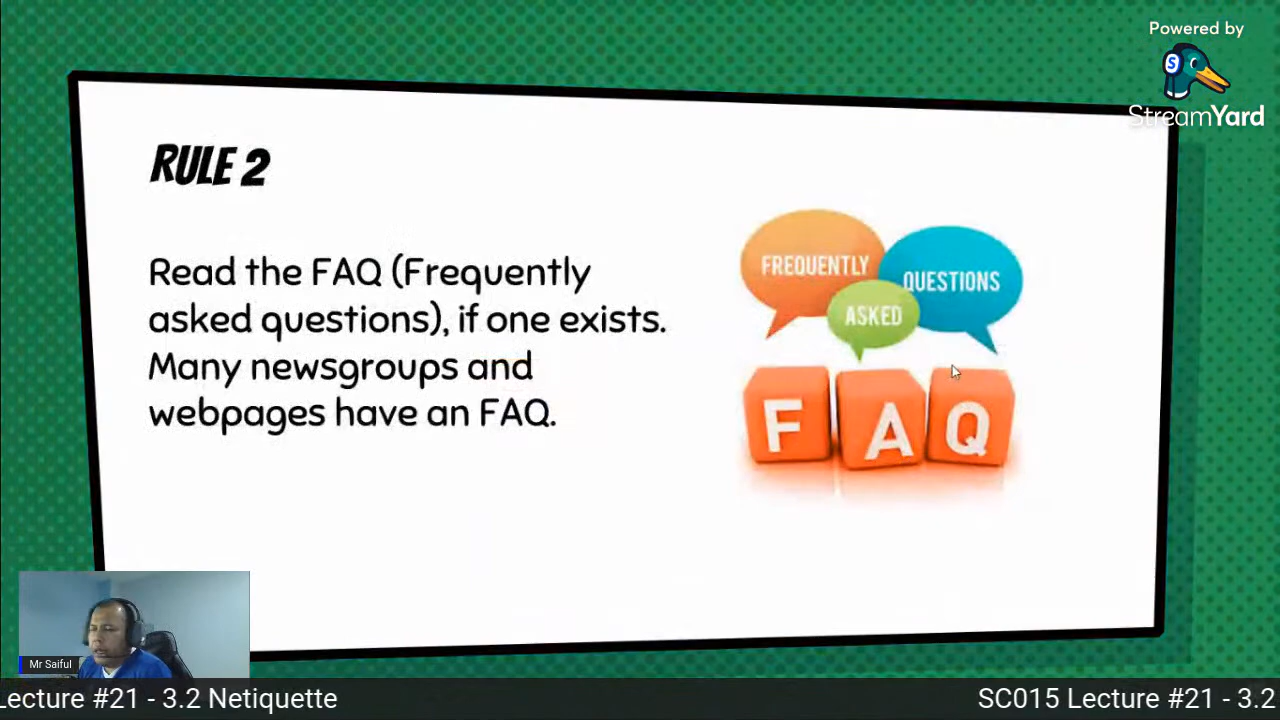 Powered by
StreamYard
RULE 2
Read the FAQ (Frequently
asked questions), if one exists.
Many newsgroups and
webpages have an FAQ.
FREQUENTLY
QUESTIONS
ASKED
F A Q
Mr Saiful
ecture #21 - 3.2 Netiquette
SC015 Lecture #21 - 3.2